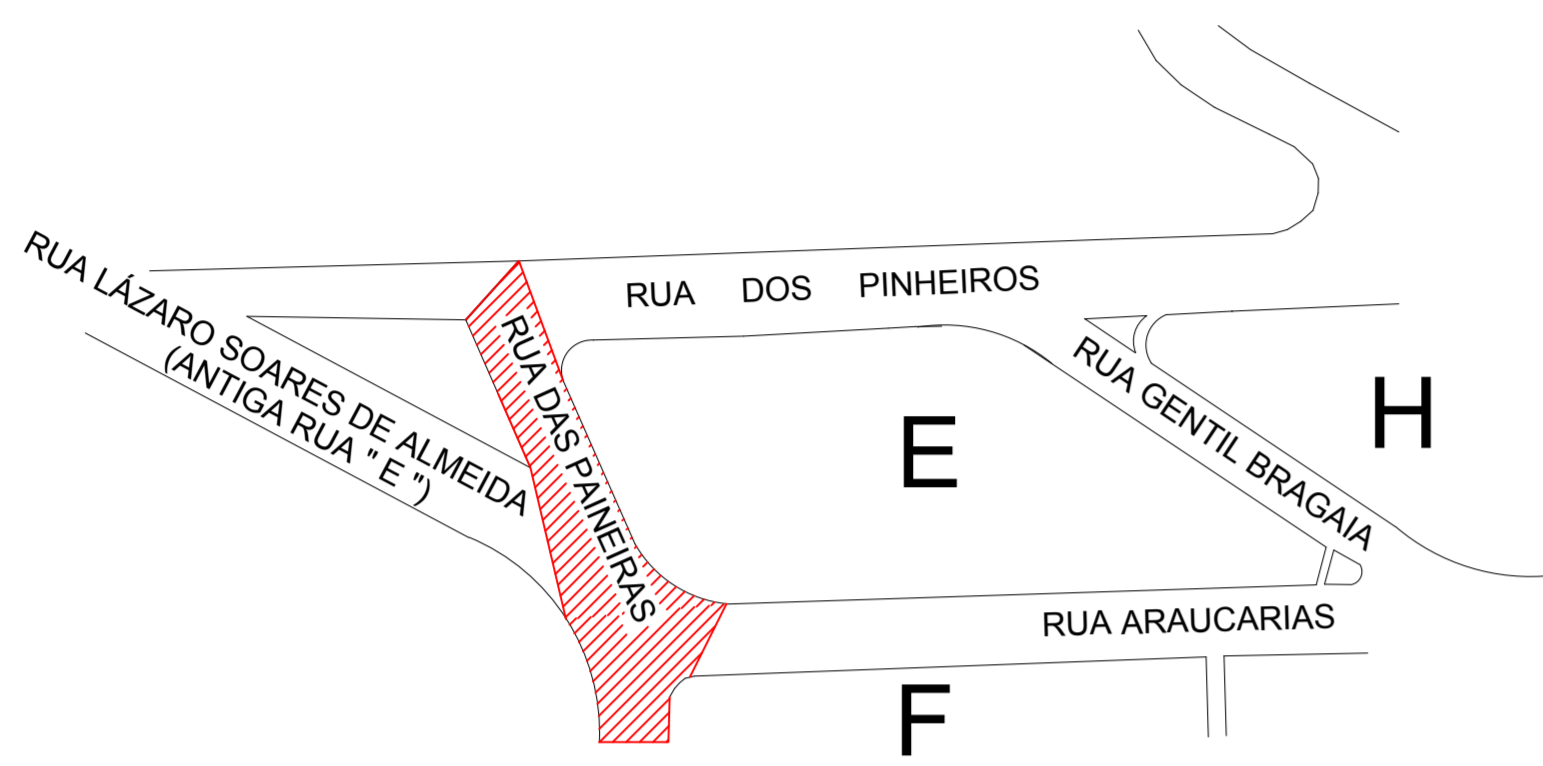 RUA LÁZARO SOARES DE ALMEIDA
(ANTIGA RUA " E ")
RUA DOS PINHEIROS
RUA DAS PAINEIRAS
E
RUA GENTIL BRAGAIA
H
RUA ARAUCARIAS
F